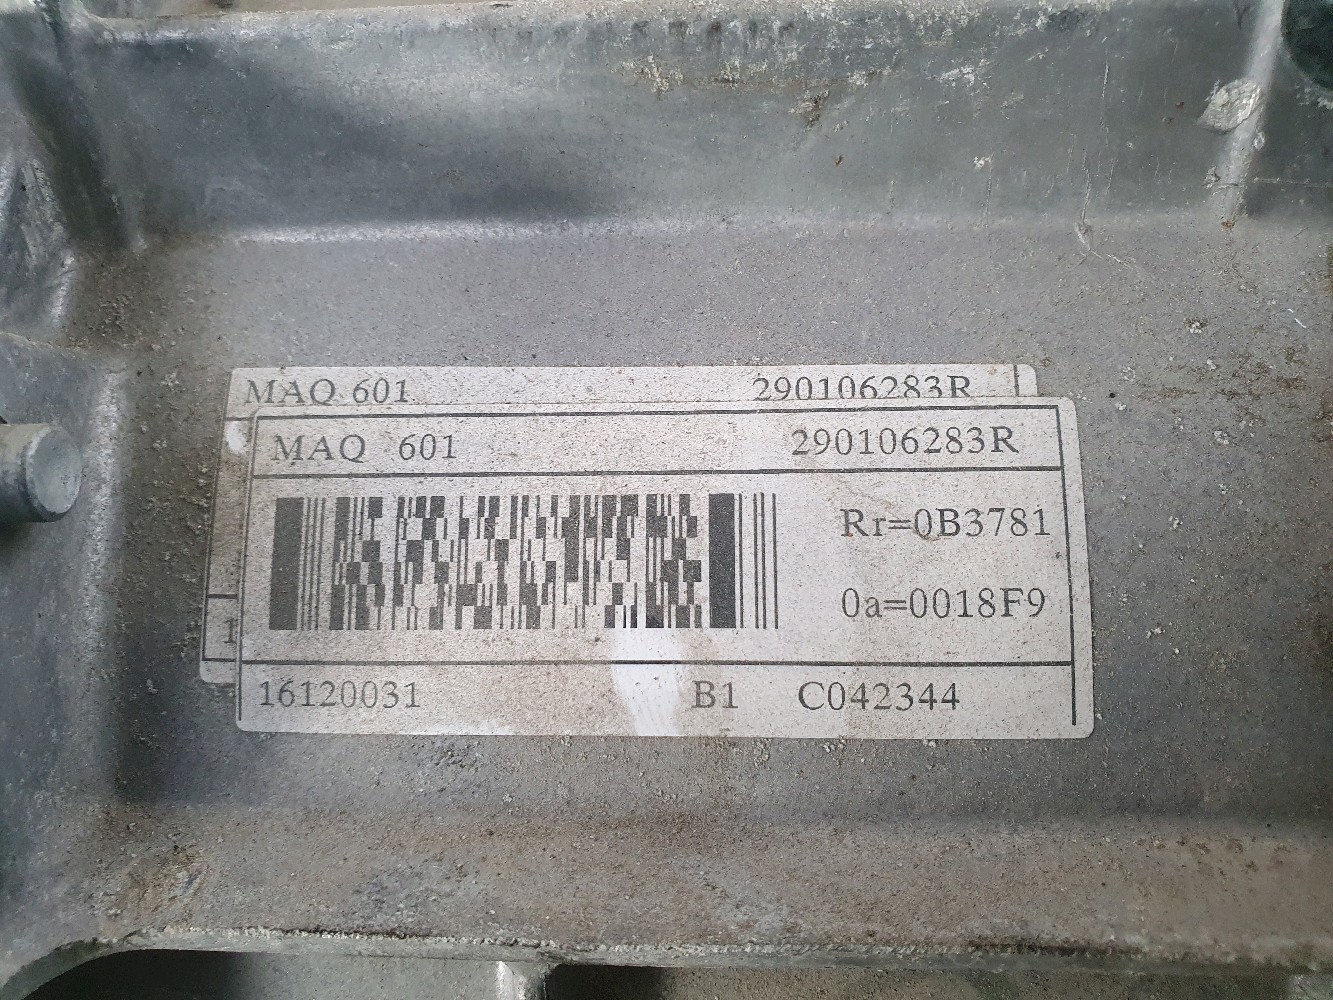 MAQ 601 290106283R
MAQ 601 290106283R
Rr=0B3781
0a=0018F9
16120031 B1 C042344